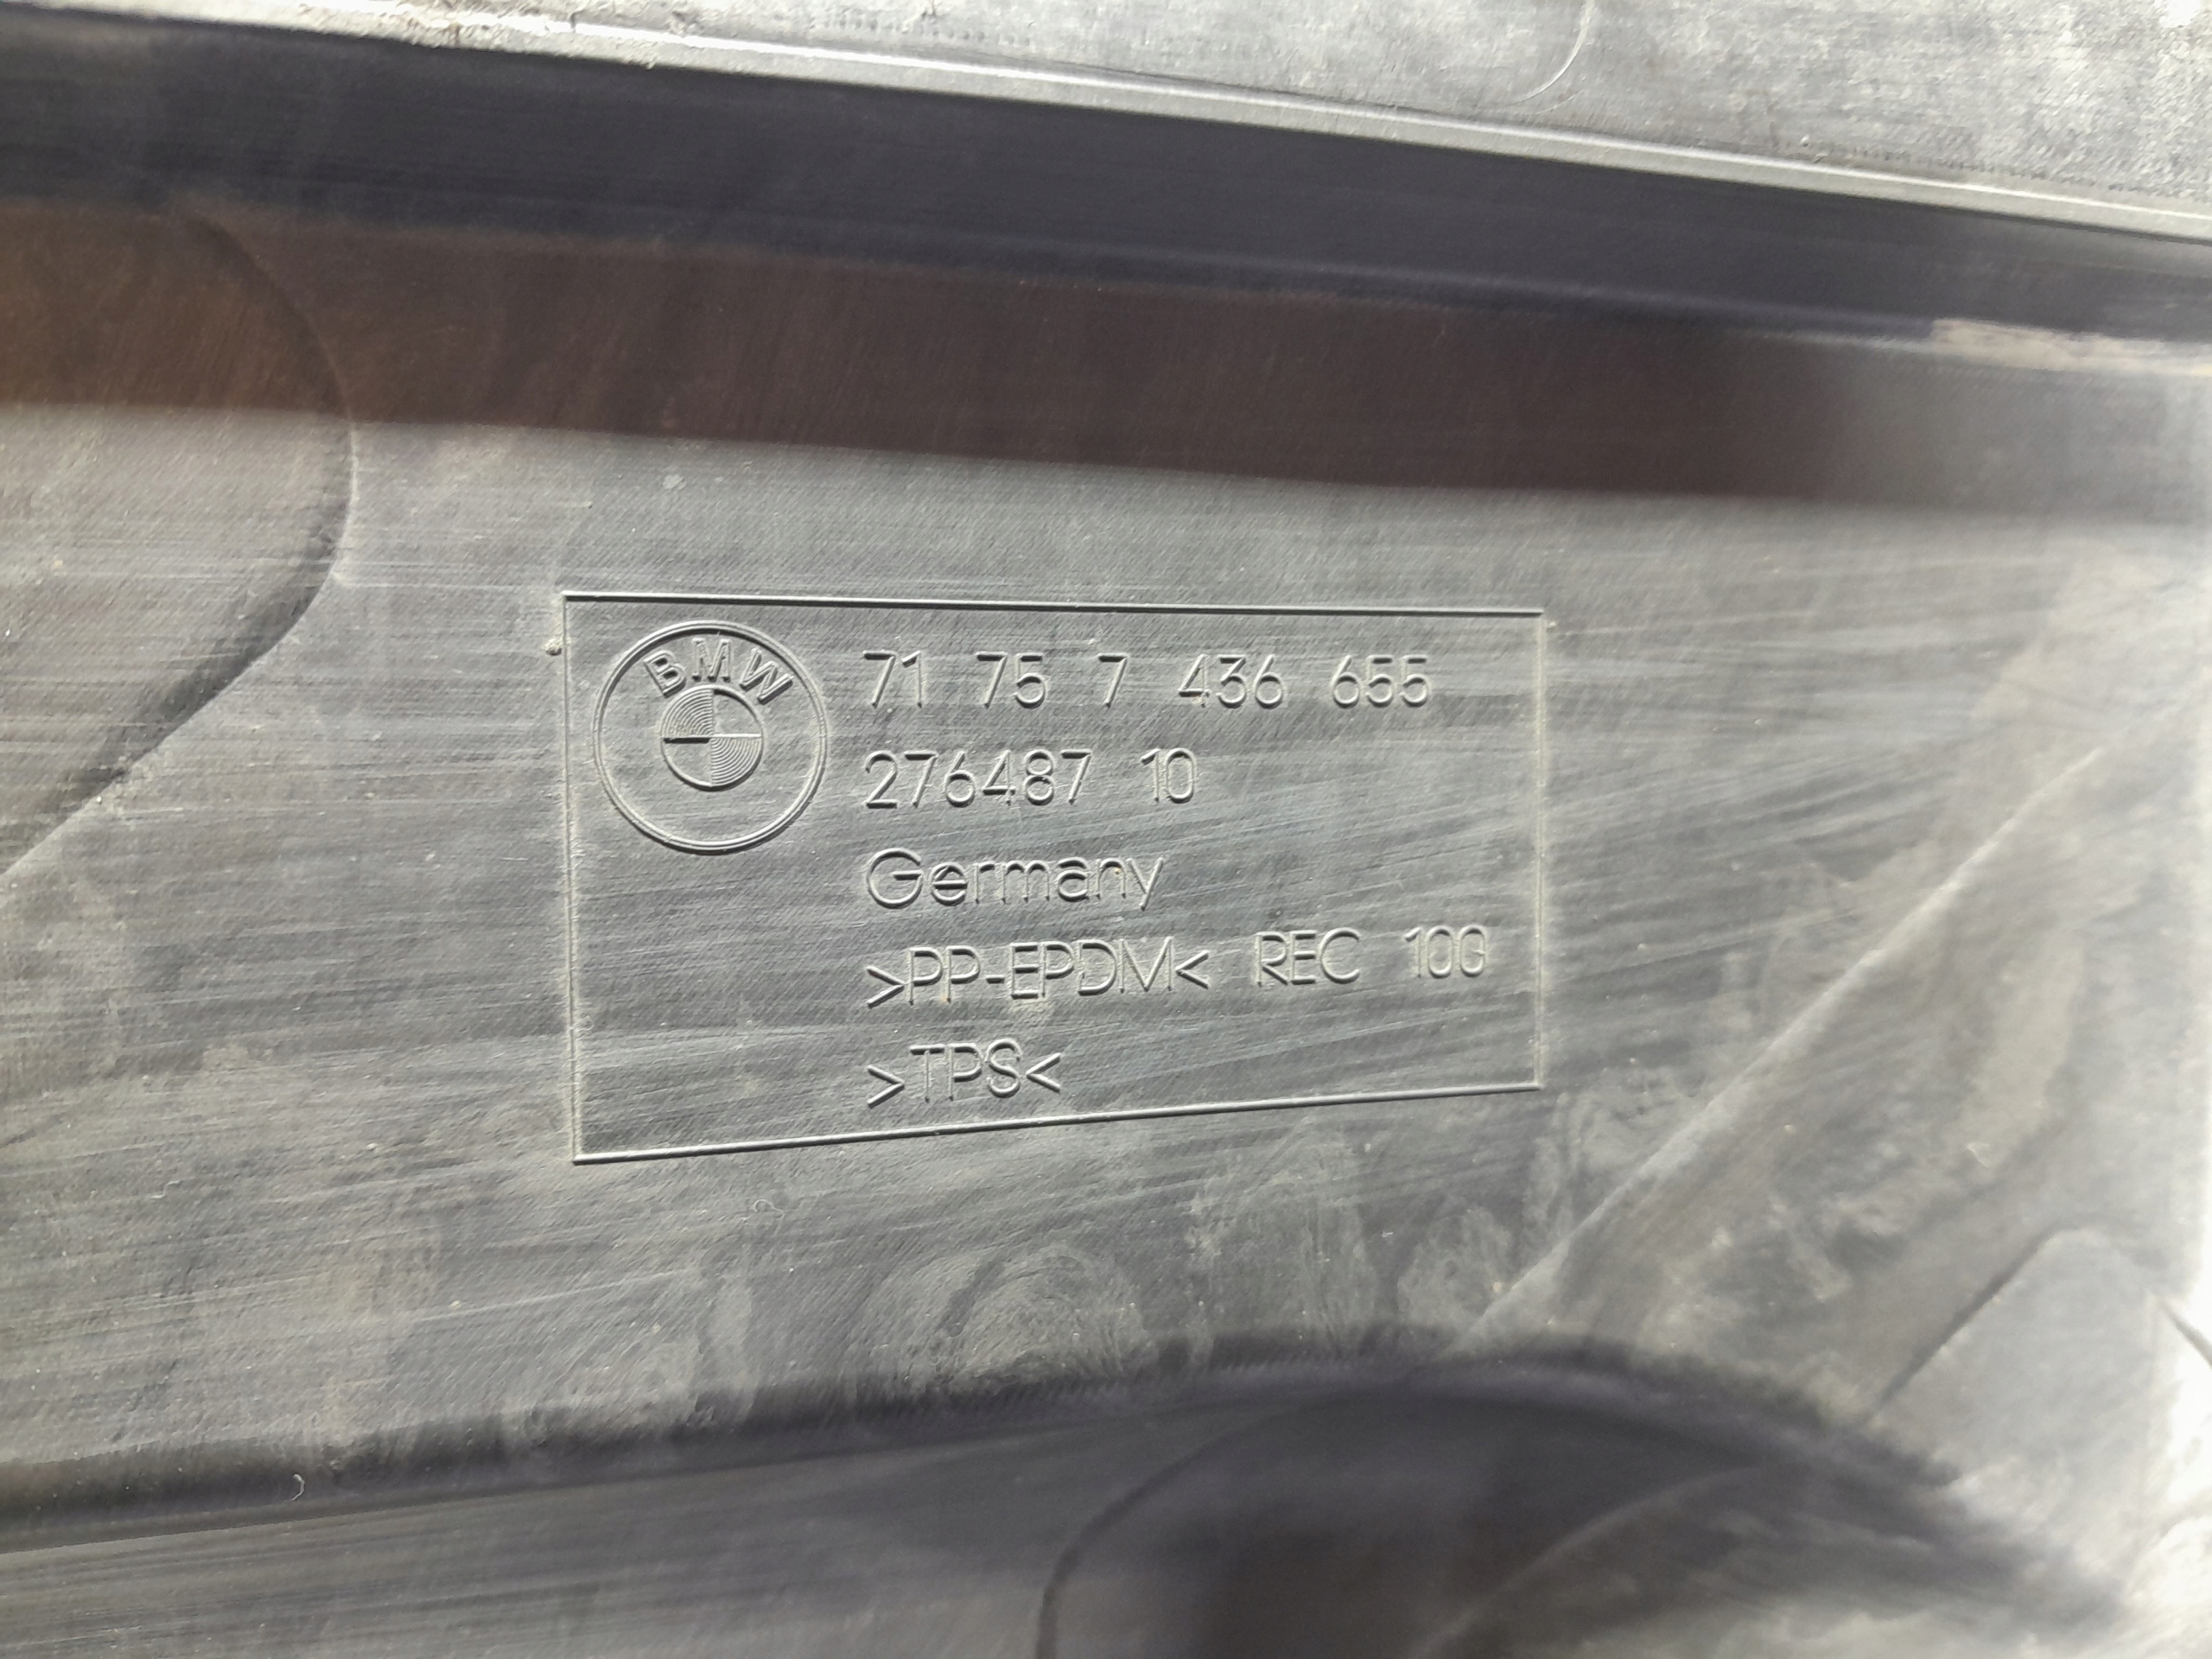 BMW
71 75 7 436 655
276487 10
Germany
>PP-EPDM< REC 100
>TPS<